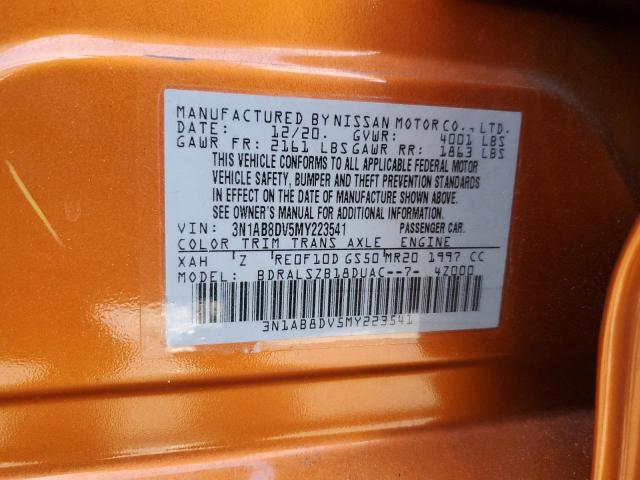 MANUFACTURED BY NISSAN MOTOR CO., LTD.
DATE: 12/20. GVWR: 4001 LBS
GAWR FR: 2161 LBS GAWR RR: 1863 LBS
THIS VEHICLE CONFORMS TO ALL APPLICABLE FEDERAL MOTOR
VEHICLE SAFETY, BUMPER AND THEFT PREVENTION STANDARDS
IN EFFECT ON THE DATE OF MANUFACTURE SHOWN ABOVE.
SEE OWNER'S MANUAL FOR ADDITIONAL INFORMATION.
VIN: 3N1AB8DV5MY223541 PASSENGER CAR.
COLOR TRIM TRANS AXLE ENGINE
XAH Z RE0F10D GS50 MR20 1997 CC
MODEL: BDRALSZB18DUAC--7- 4Z000
3N1AB8DV5MY223541